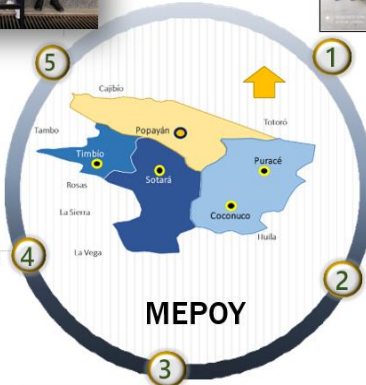 5
1
Cajibío
Tambo
Popayán
Totoró
Timbío
Puracé
Rosas
Sotará
La Sierra
Coconuco
Huila
La Vega
4
2
MEPOY
3